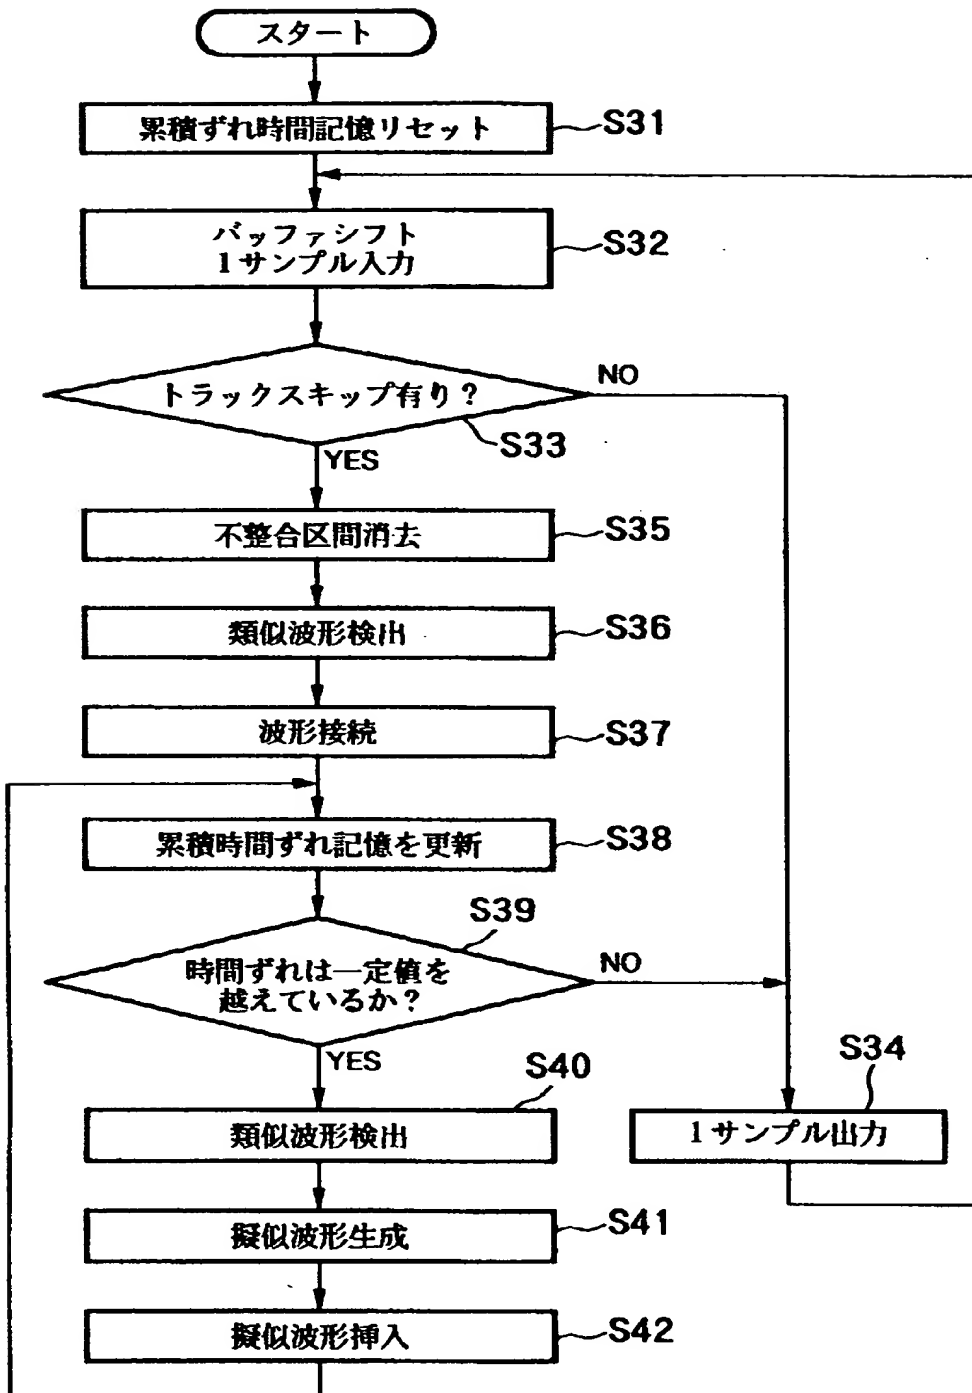 スタート
累積ずれ時間記憶リセット
S31
バッファシフト
1サンプル入力
S32
トラックスキップ有り？
NO
S33
YES
不整合区間消去
S35
類似波形検出
S36
波形接続
S37
累積時間ずれ記憶を更新
S38
S39
時間ずれは一定値を
越えているか？
NO
YES
S40
類似波形検出
S34
1サンプル出力
擬似波形生成
S41
擬似波形挿入
S42